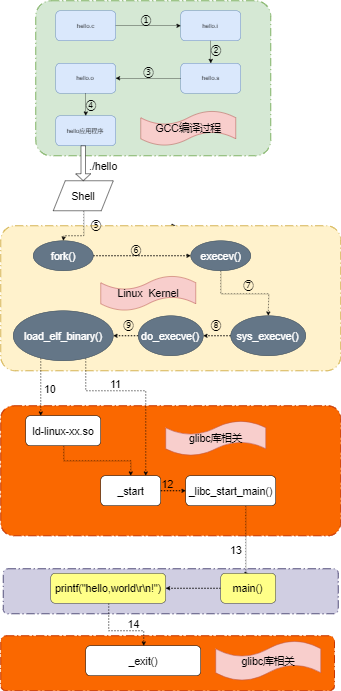 hello.c
①
hello.i
②
hello.o
③
hello.s
④
hello应用程序
GCC编译过程
./hello
Shell
⑤
fork()
⑥
execev()
⑦
Linux Kernel
load_elf_binary()
⑨
do_execve()
⑧
sys_execve()
10
11
ld-linux-xx.so
glibc库相关
_start
12
_libc_start_main()
13
printf("hello,world\r\n!")
main()
14
_exit()
glibc库相关